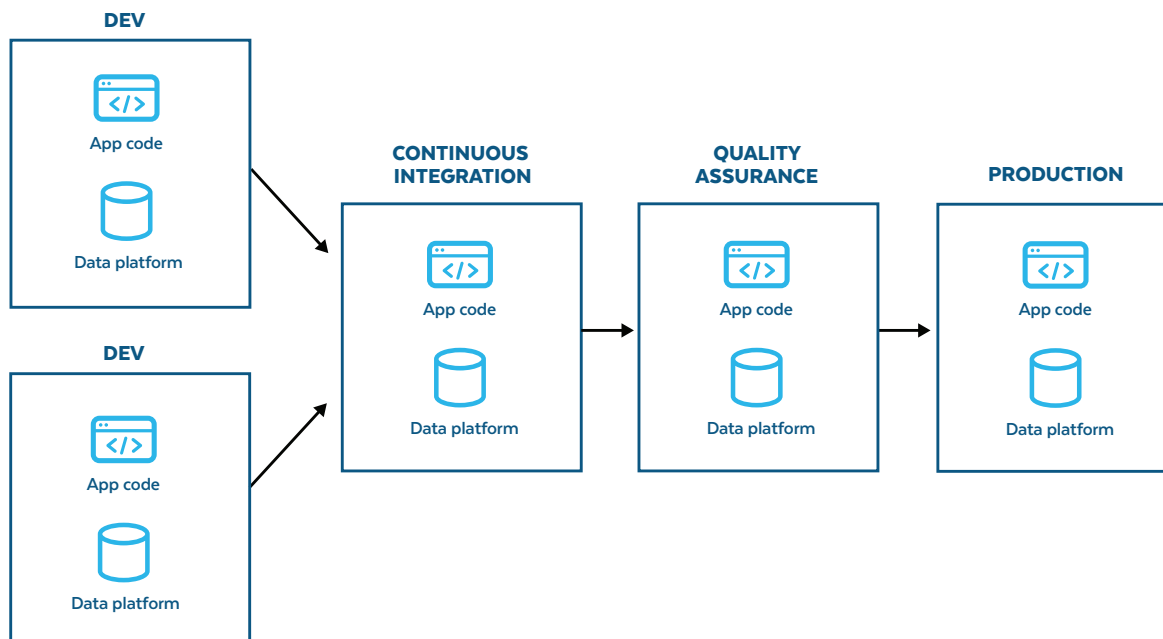 DEV
</>
App code
Data platform
DEV
</>
App code
Data platform
CONTINUOUS
INTEGRATION
</>
App code
Data platform
QUALITY
ASSURANCE
</>
App code
Data platform
PRODUCTION
</>
App code
Data platform